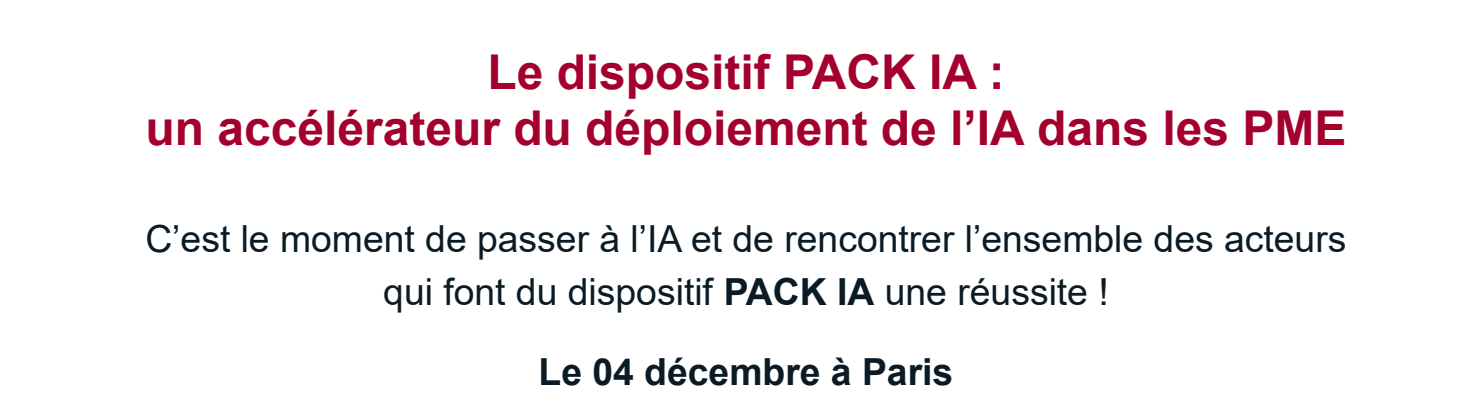 Le dispositif PACK IA :
un accélérateur du déploiement de l’IA dans les PME
C’est le moment de passer à l’IA et de rencontrer l’ensemble des acteurs
qui font du dispositif PACK IA une réussite !
Le 04 décembre à Paris